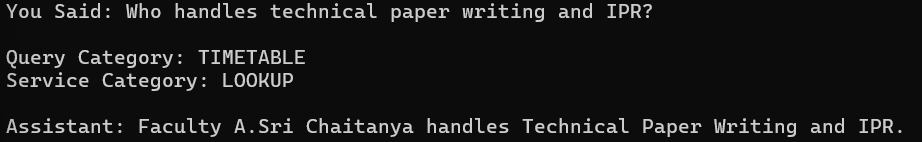 You Said: Who handles technical paper writing and IPR?
Query Category: TIMETABLE
Service Category: LOOKUP
Assistant: Faculty A.Sri Chaitanya handles Technical Paper Writing and IPR.